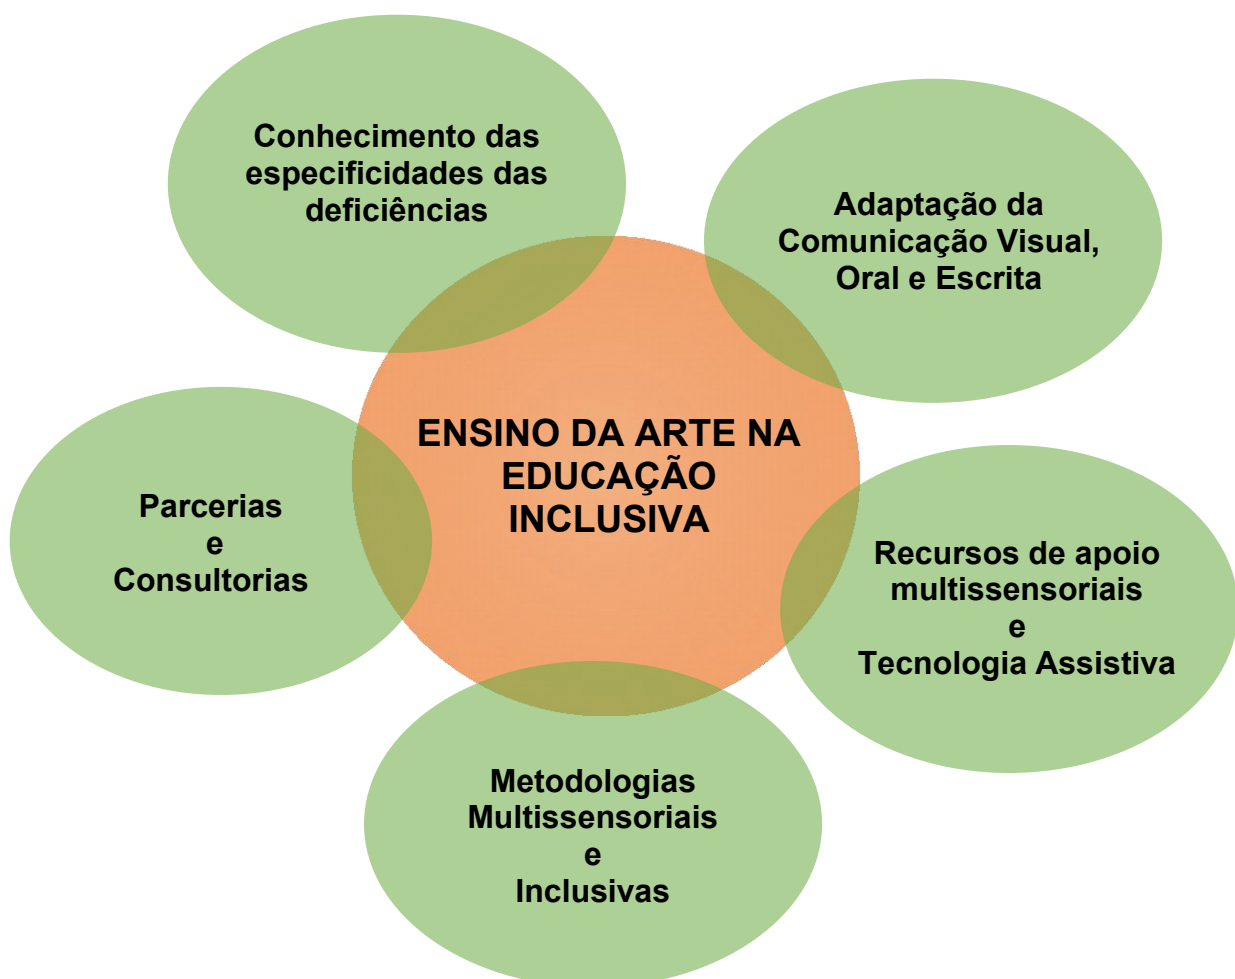 Conhecimento das
especificidades das
deficiências
Adaptação da
Comunicação Visual,
Oral e Escrita
ENSINO DA ARTE NA
EDUCAÇÃO
INCLUSIVA
Parcerias
e
Consultorias
Recursos de apoio
multissensoriais
e
Tecnologia Assistiva
Metodologias
Multissensoriais
e
Inclusivas